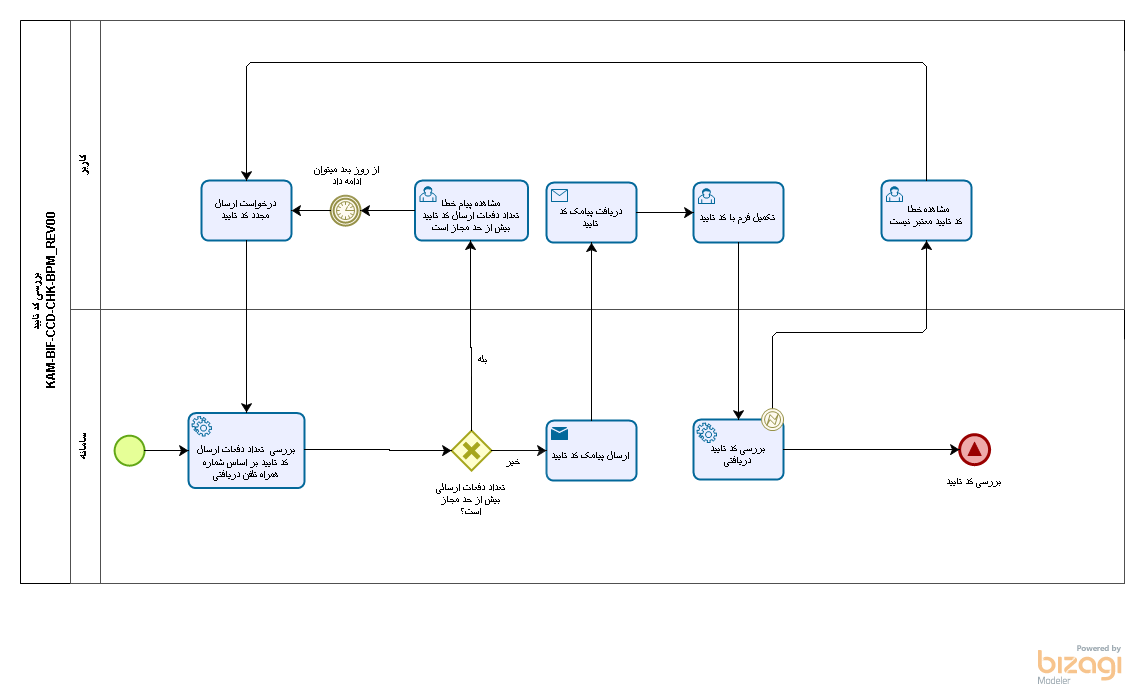 بررسی کد تایید
KAM-BIF-CCD-CHK-BPM_REV00
کاربر
از روز بعد میتوان
ادامه داد
درخواست ارسال
مجدد کد تایید
مشاهده پیام خطا
تعداد دفعات ارسال کد تایید
بیش از حد مجاز است
دریافت پیامک کد
تایید
تکمیل فرم با کد تایید
مشاهده خطا
کد تایید معتبر نیست
سامانه
بله
بررسی تعداد دفعات ارسال
کد تایید بر اساس شماره
همراه تلفن دریافتی
خیر
تعداد دفعات ارسالی
بیش از حد مجاز
است؟
ارسال پیامک کد تایید
بررسی کد تایید
دریافتی
بررسی کد تایید
Powered by
bizagi
Modeler